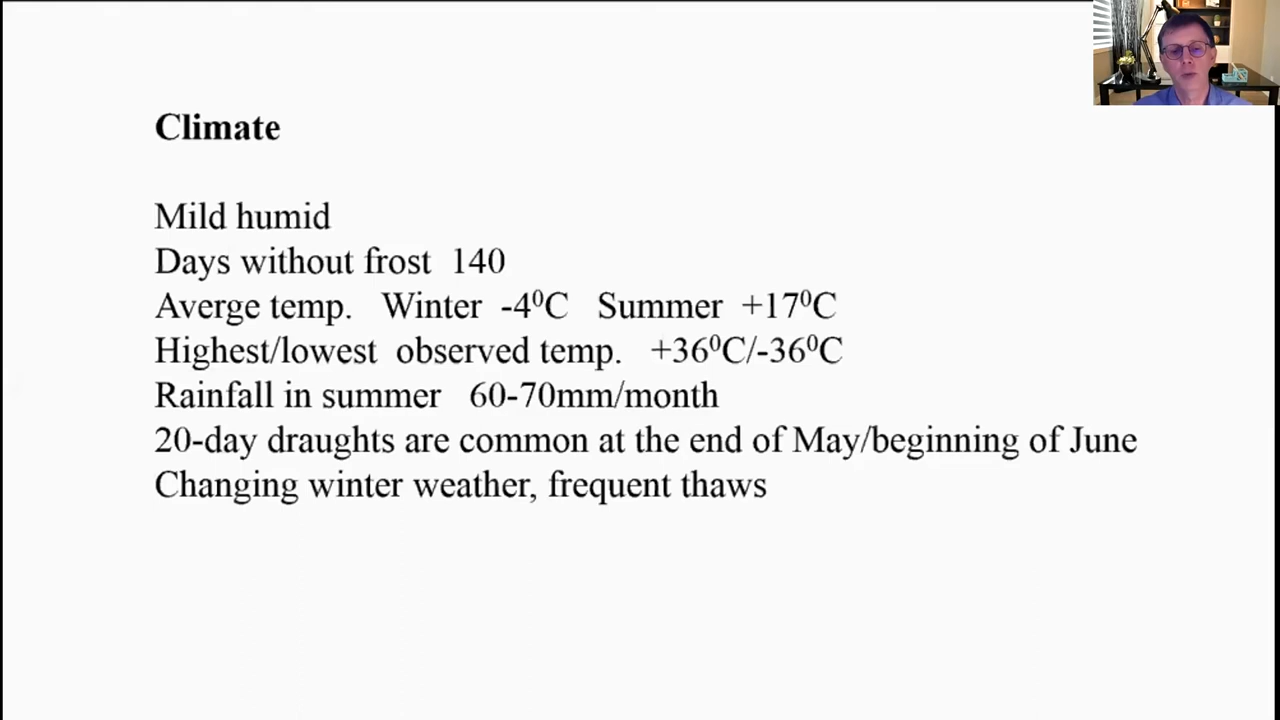 Climate
Mild humid
Days without frost 140
Averge temp. Winter -4⁰C Summer +17⁰C
Highest/lowest observed temp. +36⁰C/-36⁰C
Rainfall in summer 60-70mm/month
20-day draughts are common at the end of May/beginning of June
Changing winter weather, frequent thaws